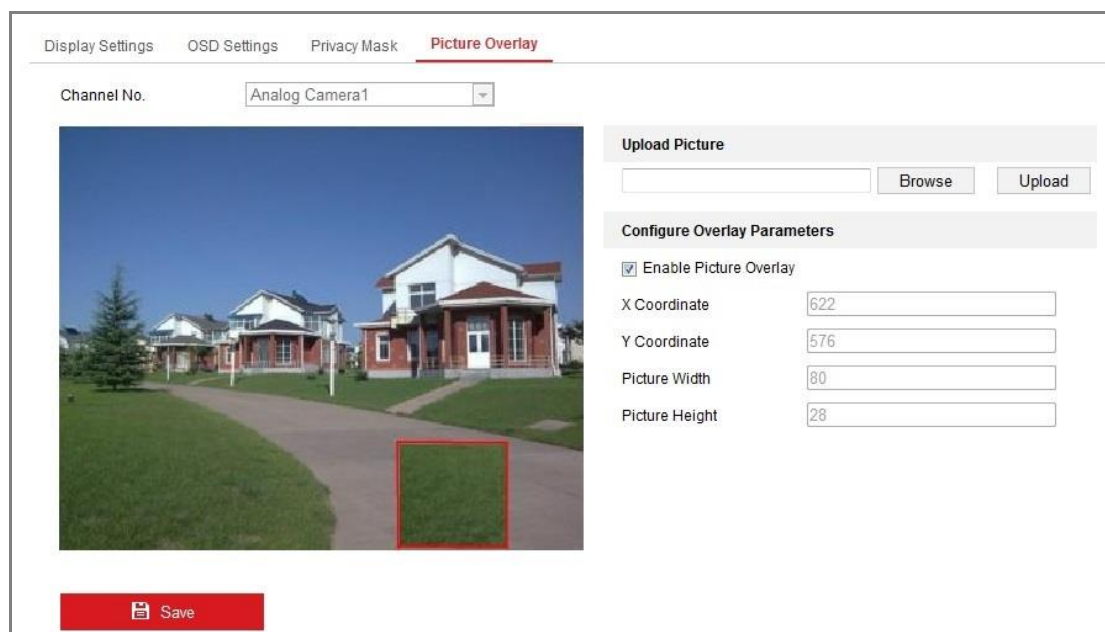 Display Settings OSD Settings Privacy Mask Picture Overlay
Channel No. Analog Camera1
Upload Picture
Browse Upload
Configure Overlay Parameters
Enable Picture Overlay
X Coordinate 622
Y Coordinate 576
Picture Width 80
Picture Height 28
Save